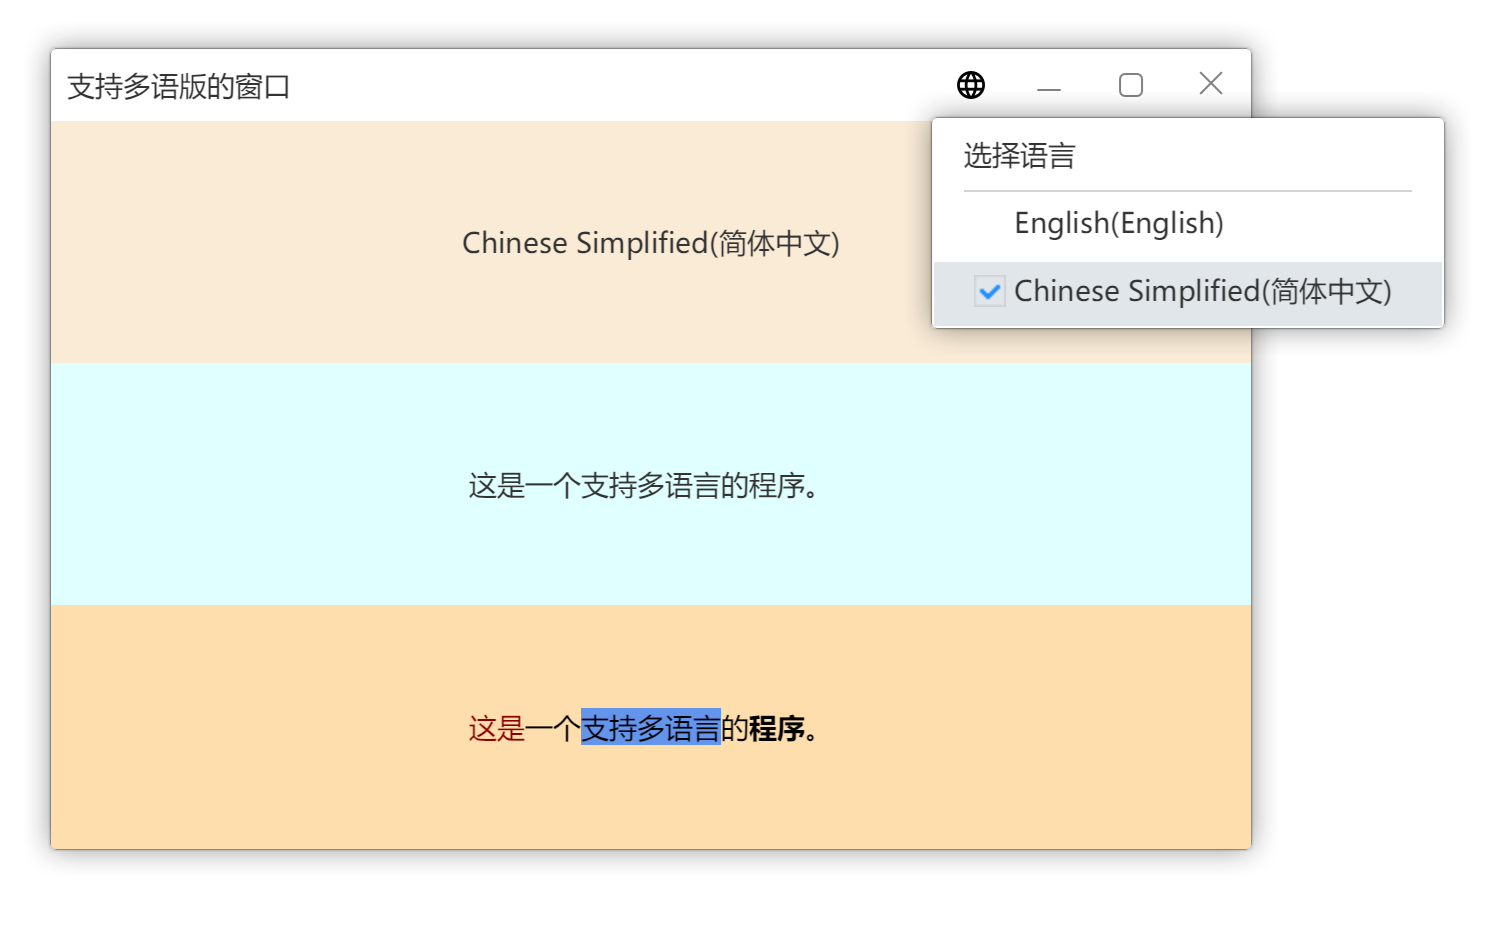 支持多语版的窗口
选择语言
English(English)
Chinese Simplified(简体中文)
Chinese Simplified(简体中文)
这是一个支持多语言的程序。
这是一个支持多语言的程序。